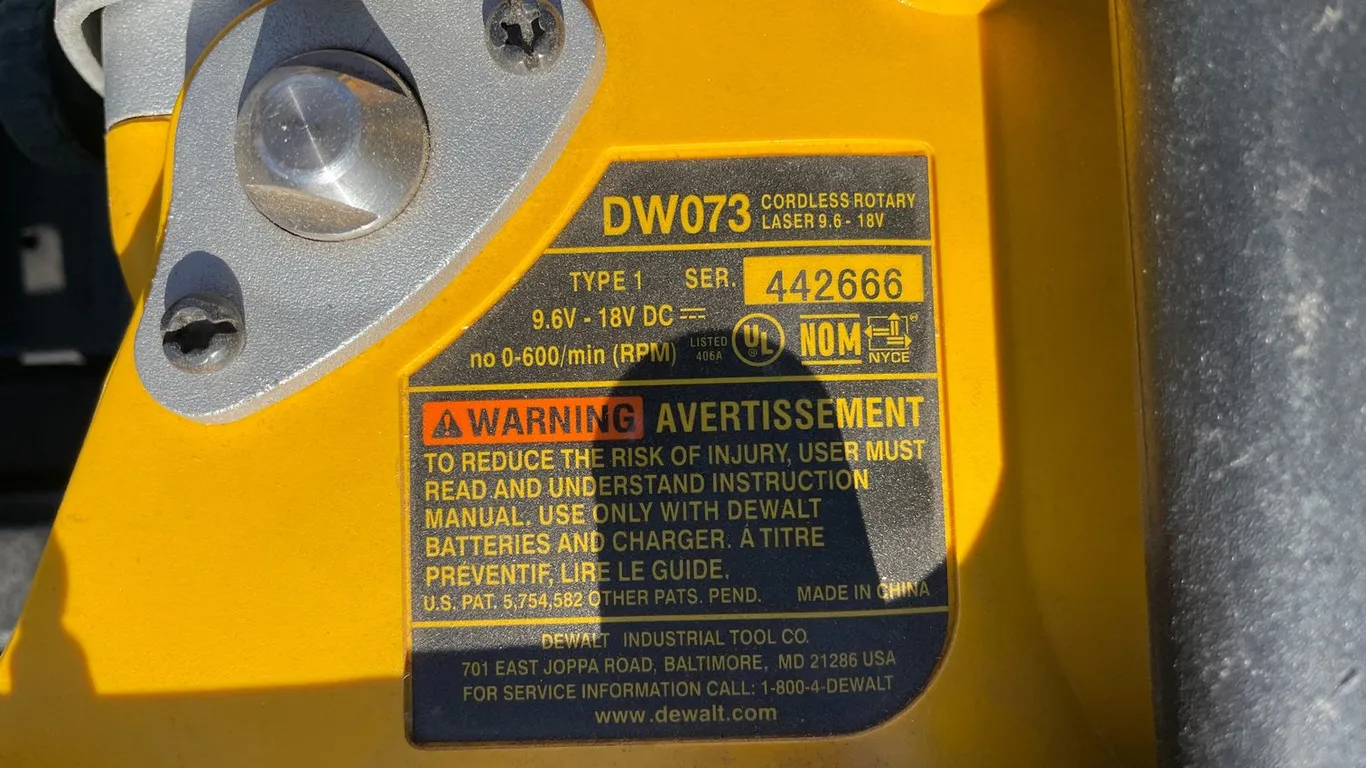 DW073 CORDLESS ROTARY
LASER 9.6 - 18V
TYPE 1 SER. 442666
9.6V - 18V DC
no 0-600/min (RPM)
LISTED
406A
UL
NOM
NYCE
WARNING AVERTISSEMENT
TO REDUCE THE RISK OF INJURY, USER MUST
READ AND UNDERSTAND INSTRUCTION
MANUAL. USE ONLY WITH DEWALT
BATTERIES AND CHARGER. Á TITRE
PRÉVENTIF, LIRE LE GUIDE.
U.S. PAT. 5,754,582 OTHER PATS. PEND. MADE IN CHINA
DEWALT INDUSTRIAL TOOL CO.
701 EAST JOPPA ROAD, BALTIMORE, MD 21286 USA
FOR SERVICE INFORMATION CALL: 1-800-4-DEWALT
www.dewalt.com